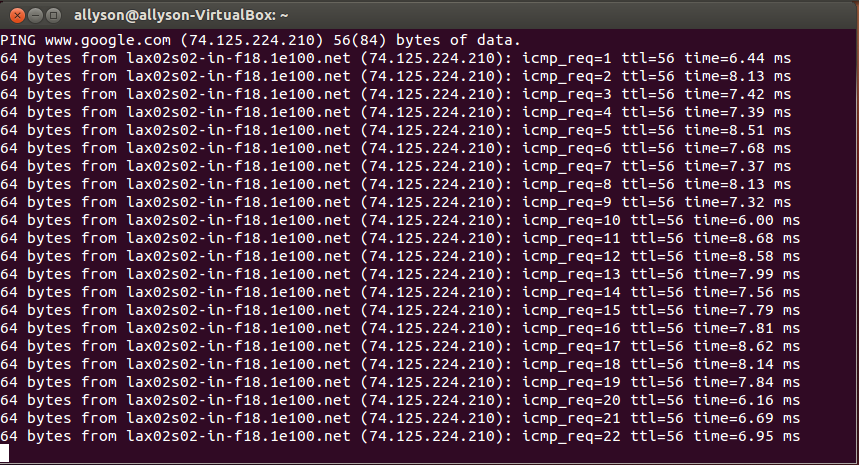 allyson@allyson-VirtualBox: ~
PING www.google.com (74.125.224.210) 56(84) bytes of data.
64 bytes from lax02s02-in-f18.1e100.net (74.125.224.210): icmp_req=1 ttl=56 time=6.44 ms
64 bytes from lax02s02-in-f18.1e100.net (74.125.224.210): icmp_req=2 ttl=56 time=8.13 ms
64 bytes from lax02s02-in-f18.1e100.net (74.125.224.210): icmp_req=3 ttl=56 time=7.42 ms
64 bytes from lax02s02-in-f18.1e100.net (74.125.224.210): icmp_req=4 ttl=56 time=7.39 ms
64 bytes from lax02s02-in-f18.1e100.net (74.125.224.210): icmp_req=5 ttl=56 time=8.51 ms
64 bytes from lax02s02-in-f18.1e100.net (74.125.224.210): icmp_req=6 ttl=56 time=7.68 ms
64 bytes from lax02s02-in-f18.1e100.net (74.125.224.210): icmp_req=7 ttl=56 time=7.37 ms
64 bytes from lax02s02-in-f18.1e100.net (74.125.224.210): icmp_req=8 ttl=56 time=8.13 ms
64 bytes from lax02s02-in-f18.1e100.net (74.125.224.210): icmp_req=9 ttl=56 time=7.32 ms
64 bytes from lax02s02-in-f18.1e100.net (74.125.224.210): icmp_req=10 ttl=56 time=6.00 ms
64 bytes from lax02s02-in-f18.1e100.net (74.125.224.210): icmp_req=11 ttl=56 time=8.68 ms
64 bytes from lax02s02-in-f18.1e100.net (74.125.224.210): icmp_req=12 ttl=56 time=8.58 ms
64 bytes from lax02s02-in-f18.1e100.net (74.125.224.210): icmp_req=13 ttl=56 time=7.99 ms
64 bytes from lax02s02-in-f18.1e100.net (74.125.224.210): icmp_req=14 ttl=56 time=7.56 ms
64 bytes from lax02s02-in-f18.1e100.net (74.125.224.210): icmp_req=15 ttl=56 time=7.79 ms
64 bytes from lax02s02-in-f18.1e100.net (74.125.224.210): icmp_req=16 ttl=56 time=7.81 ms
64 bytes from lax02s02-in-f18.1e100.net (74.125.224.210): icmp_req=17 ttl=56 time=8.62 ms
64 bytes from lax02s02-in-f18.1e100.net (74.125.224.210): icmp_req=18 ttl=56 time=8.14 ms
64 bytes from lax02s02-in-f18.1e100.net (74.125.224.210): icmp_req=19 ttl=56 time=7.84 ms
64 bytes from lax02s02-in-f18.1e100.net (74.125.224.210): icmp_req=20 ttl=56 time=6.16 ms
64 bytes from lax02s02-in-f18.1e100.net (74.125.224.210): icmp_req=21 ttl=56 time=6.69 ms
64 bytes from lax02s02-in-f18.1e100.net (74.125.224.210): icmp_req=22 ttl=56 time=6.95 ms